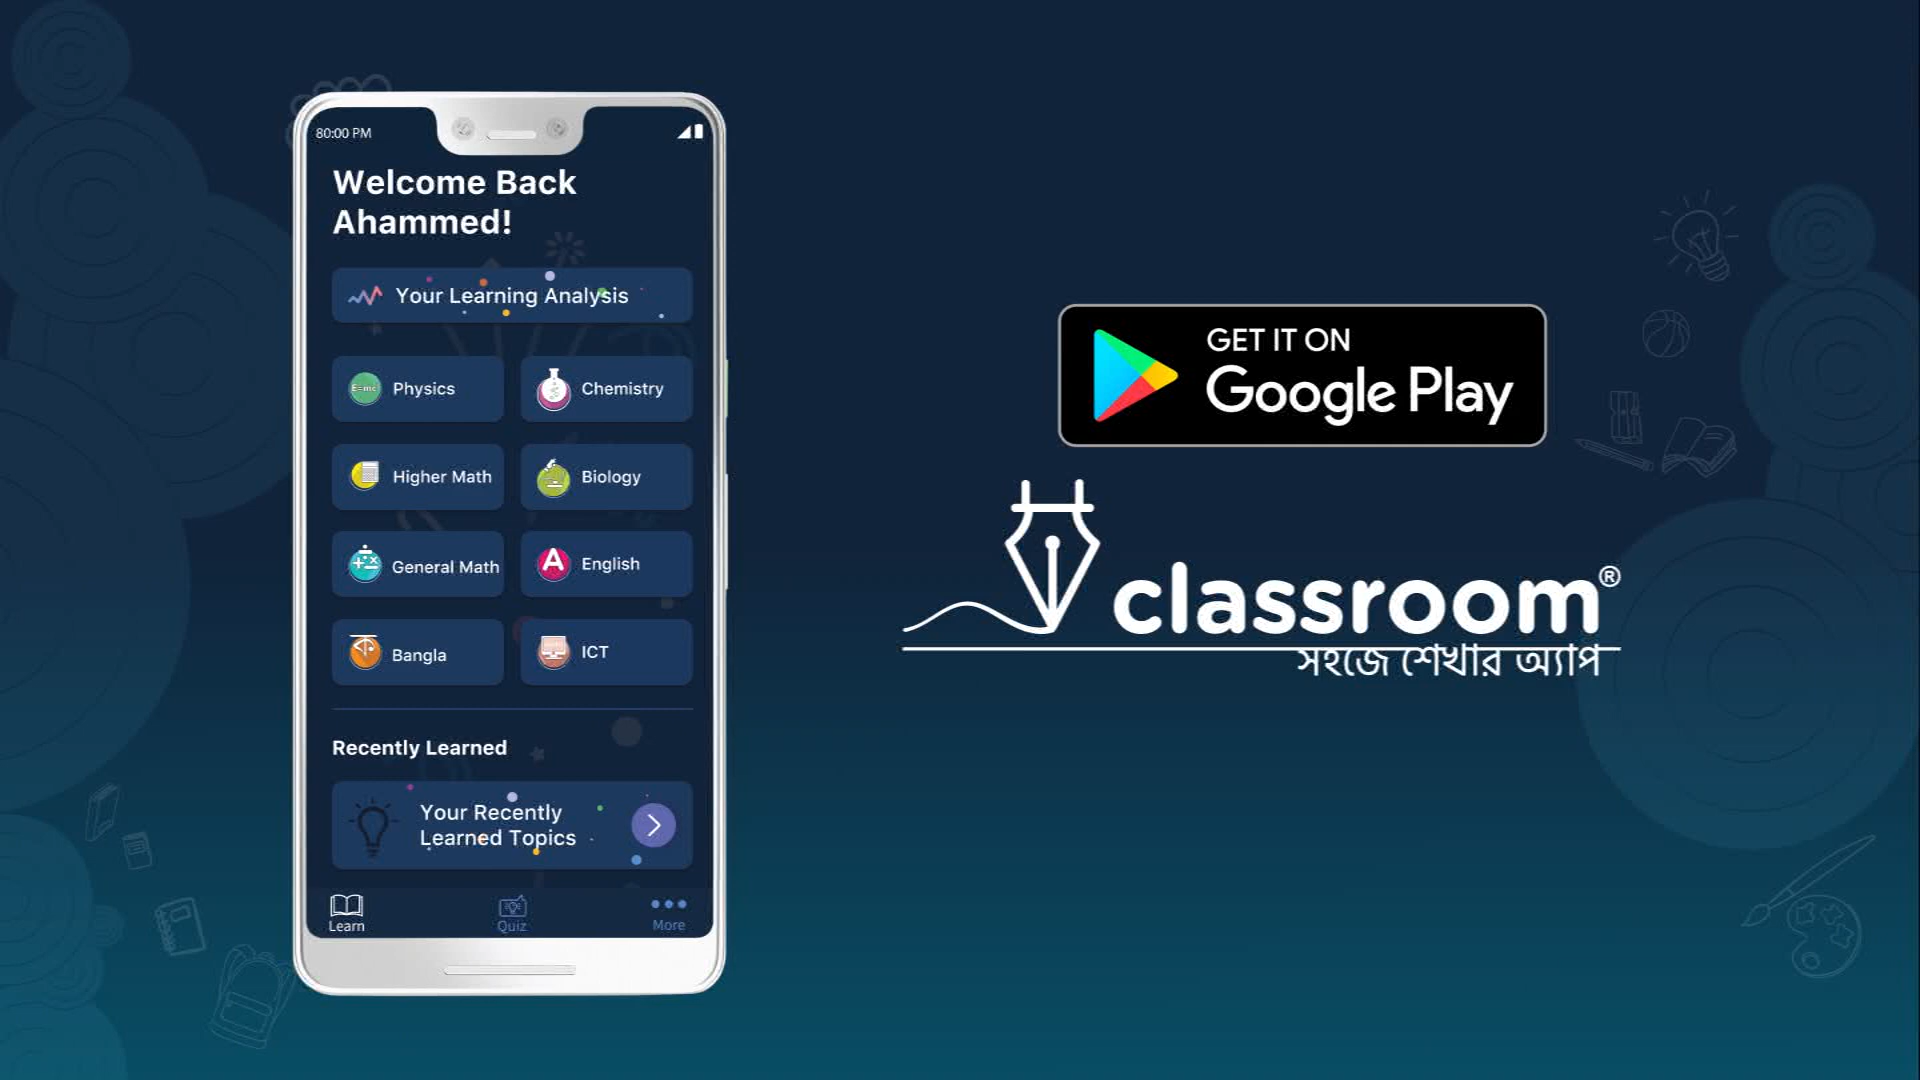 80:00 PM
Welcome Back
Ahammed!
Your Learning Analysis
E=mc
Physics
Chemistry
Higher Math
Biology
General Math
A
English
Bangla
ICT
Recently Learned
Your Recently
Learned Topics
Learn
Quiz
More
GET IT ON
Google Play
classroom®
সহজে শেখার অ্যাপ